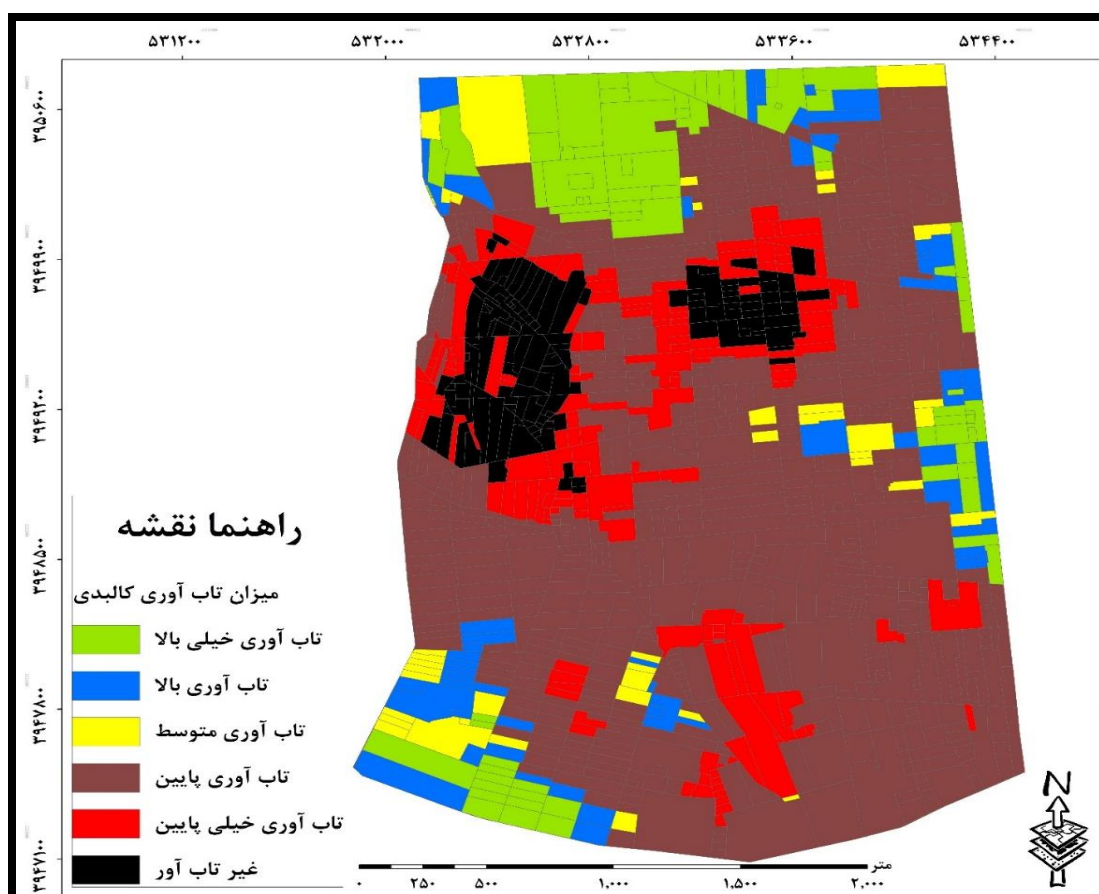 ۵۳۱۲۰۰ ۵۳۲۰۰۰ ۵۳۲۸۰۰ ۵۳۳۶۰۰ ۵۳۴۴۰۰
۳۹۵۰۶۰۰
۳۹۴۹۹۰۰
۳۹۴۹۲۰۰
۳۹۴۸۵۰۰
۳۹۴۷۸۰۰
۳۹۴۷۱۰۰
راهنما نقشه
میزان تاب آوری کالبدی
تاب آوری خیلی بالا
تاب آوری بالا
تاب آوری متوسط
تاب آوری پایین
تاب آوری خیلی پایین
غیر تاب آور
متر
۰ ۲۵۰ ۵۰۰ ۱,۰۰۰ ۱,۵۰۰ ۲,۰۰۰
N